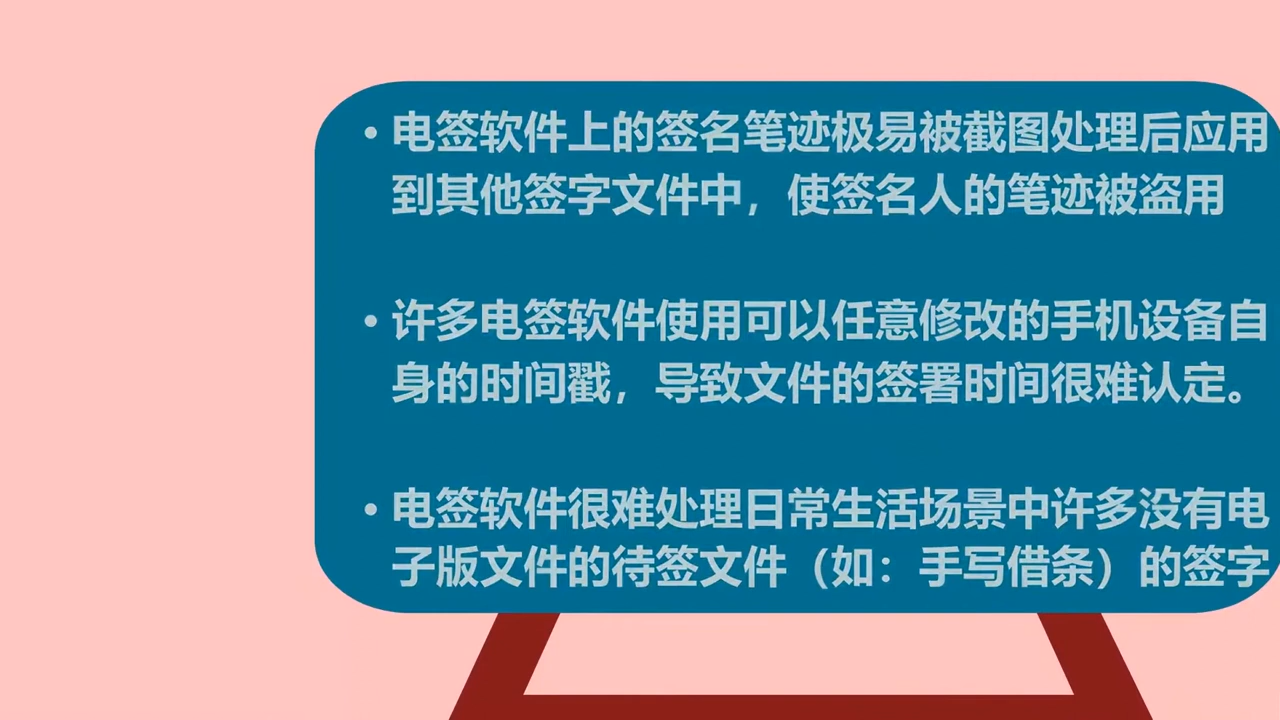 • 电签软件上的签名笔迹极易被截图处理后应用
到其他签字文件中，使签名人的笔迹被盗用
• 许多电签软件使用可以任意修改的手机设备自
身的时间戳，导致文件的签署时间很难认定。
• 电签软件很难处理日常生活场景中许多没有电
子版文件的待签文件（如：手写借条）的签字